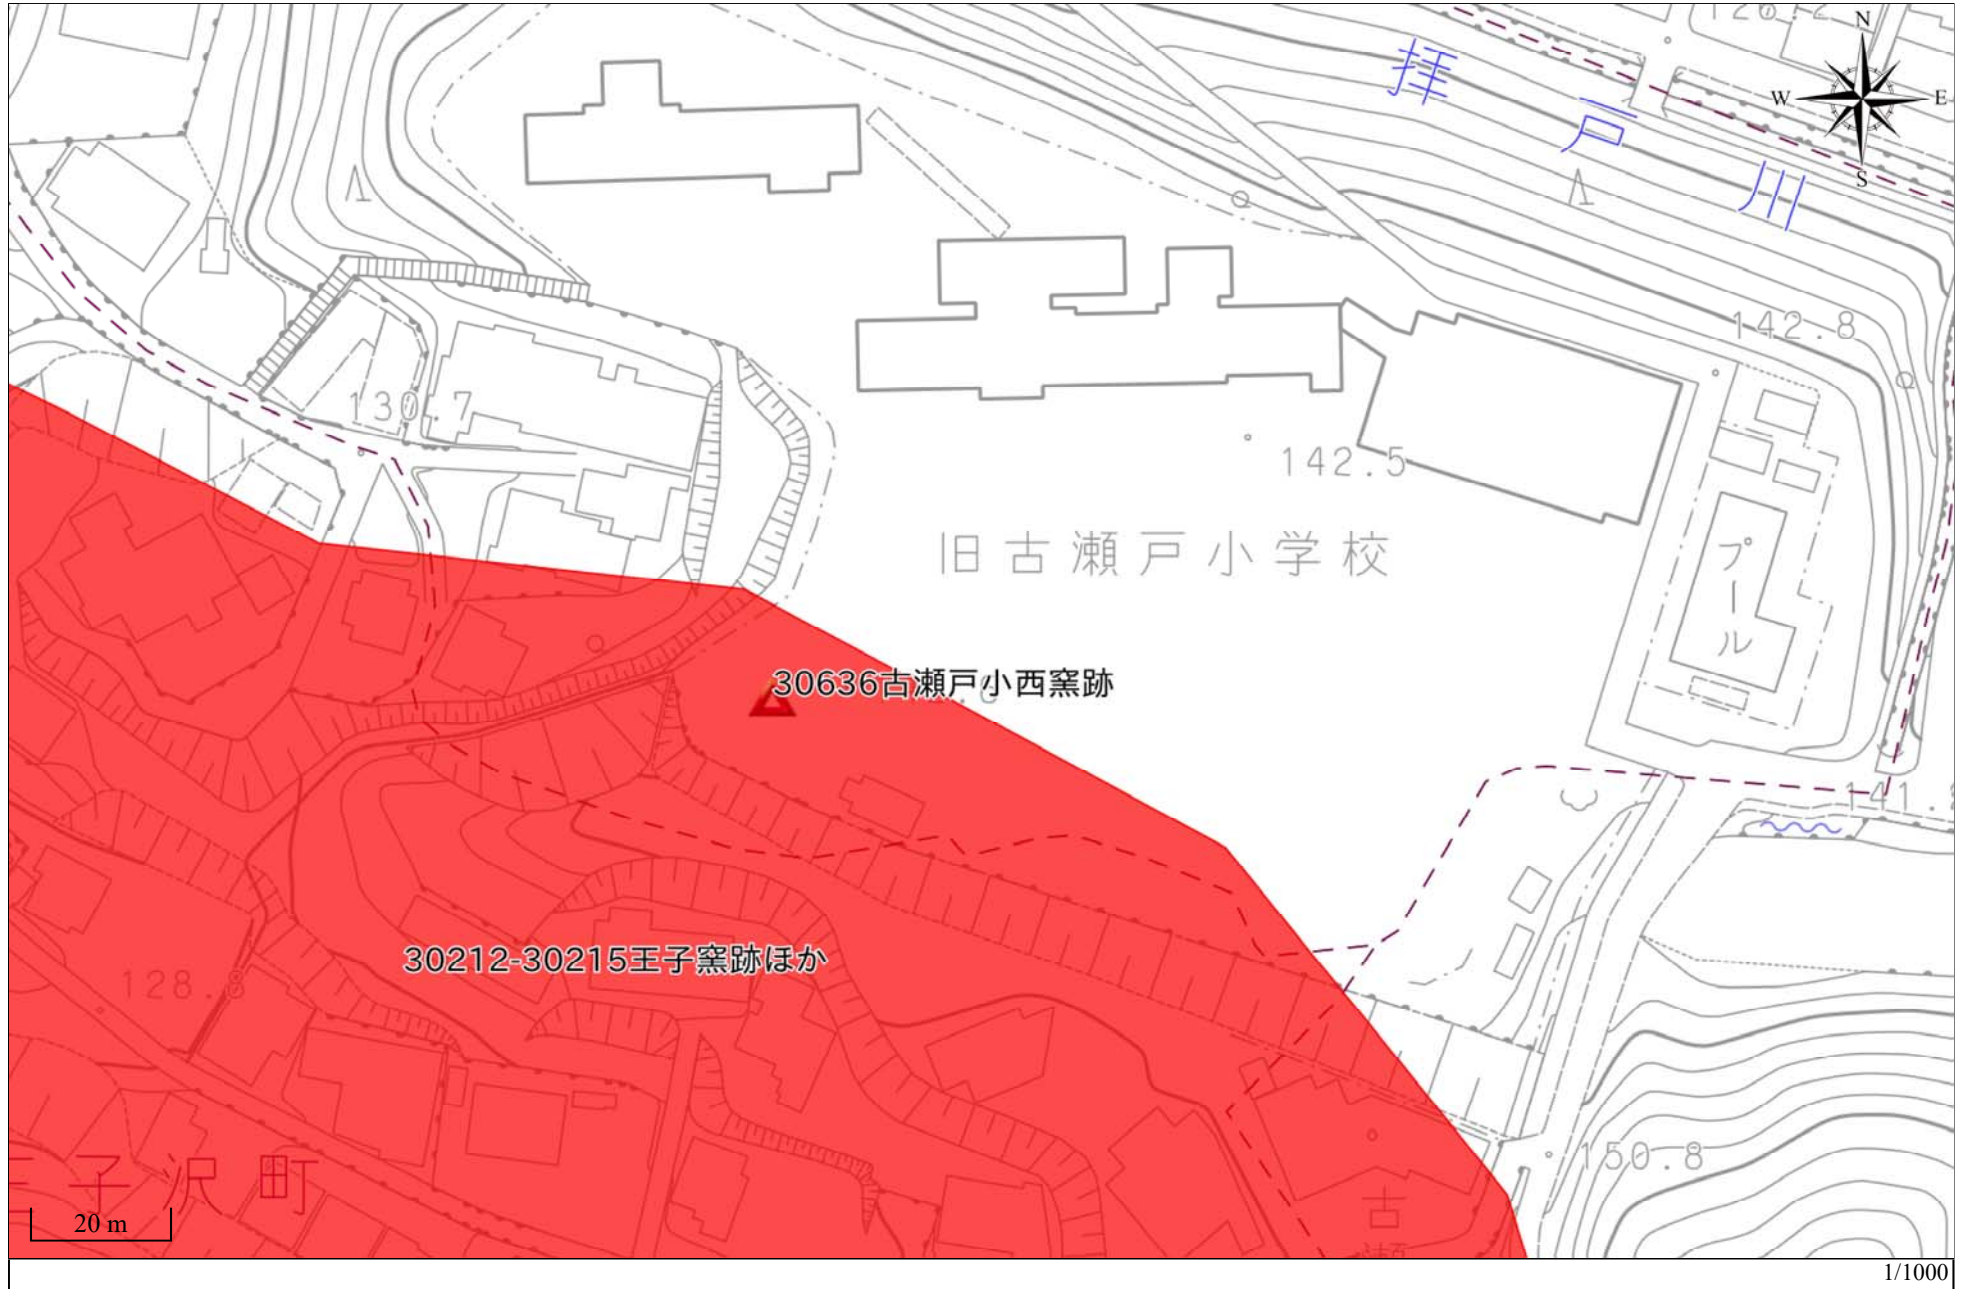 N
W
E
S
拝戸川
142.8
130.7
142.5
旧古瀬戸小学校
プール
30636古瀬戸小西窯跡
30212-30215王子窯跡ほか
128.8
150.8
子沢町
古
20 m
1/1000